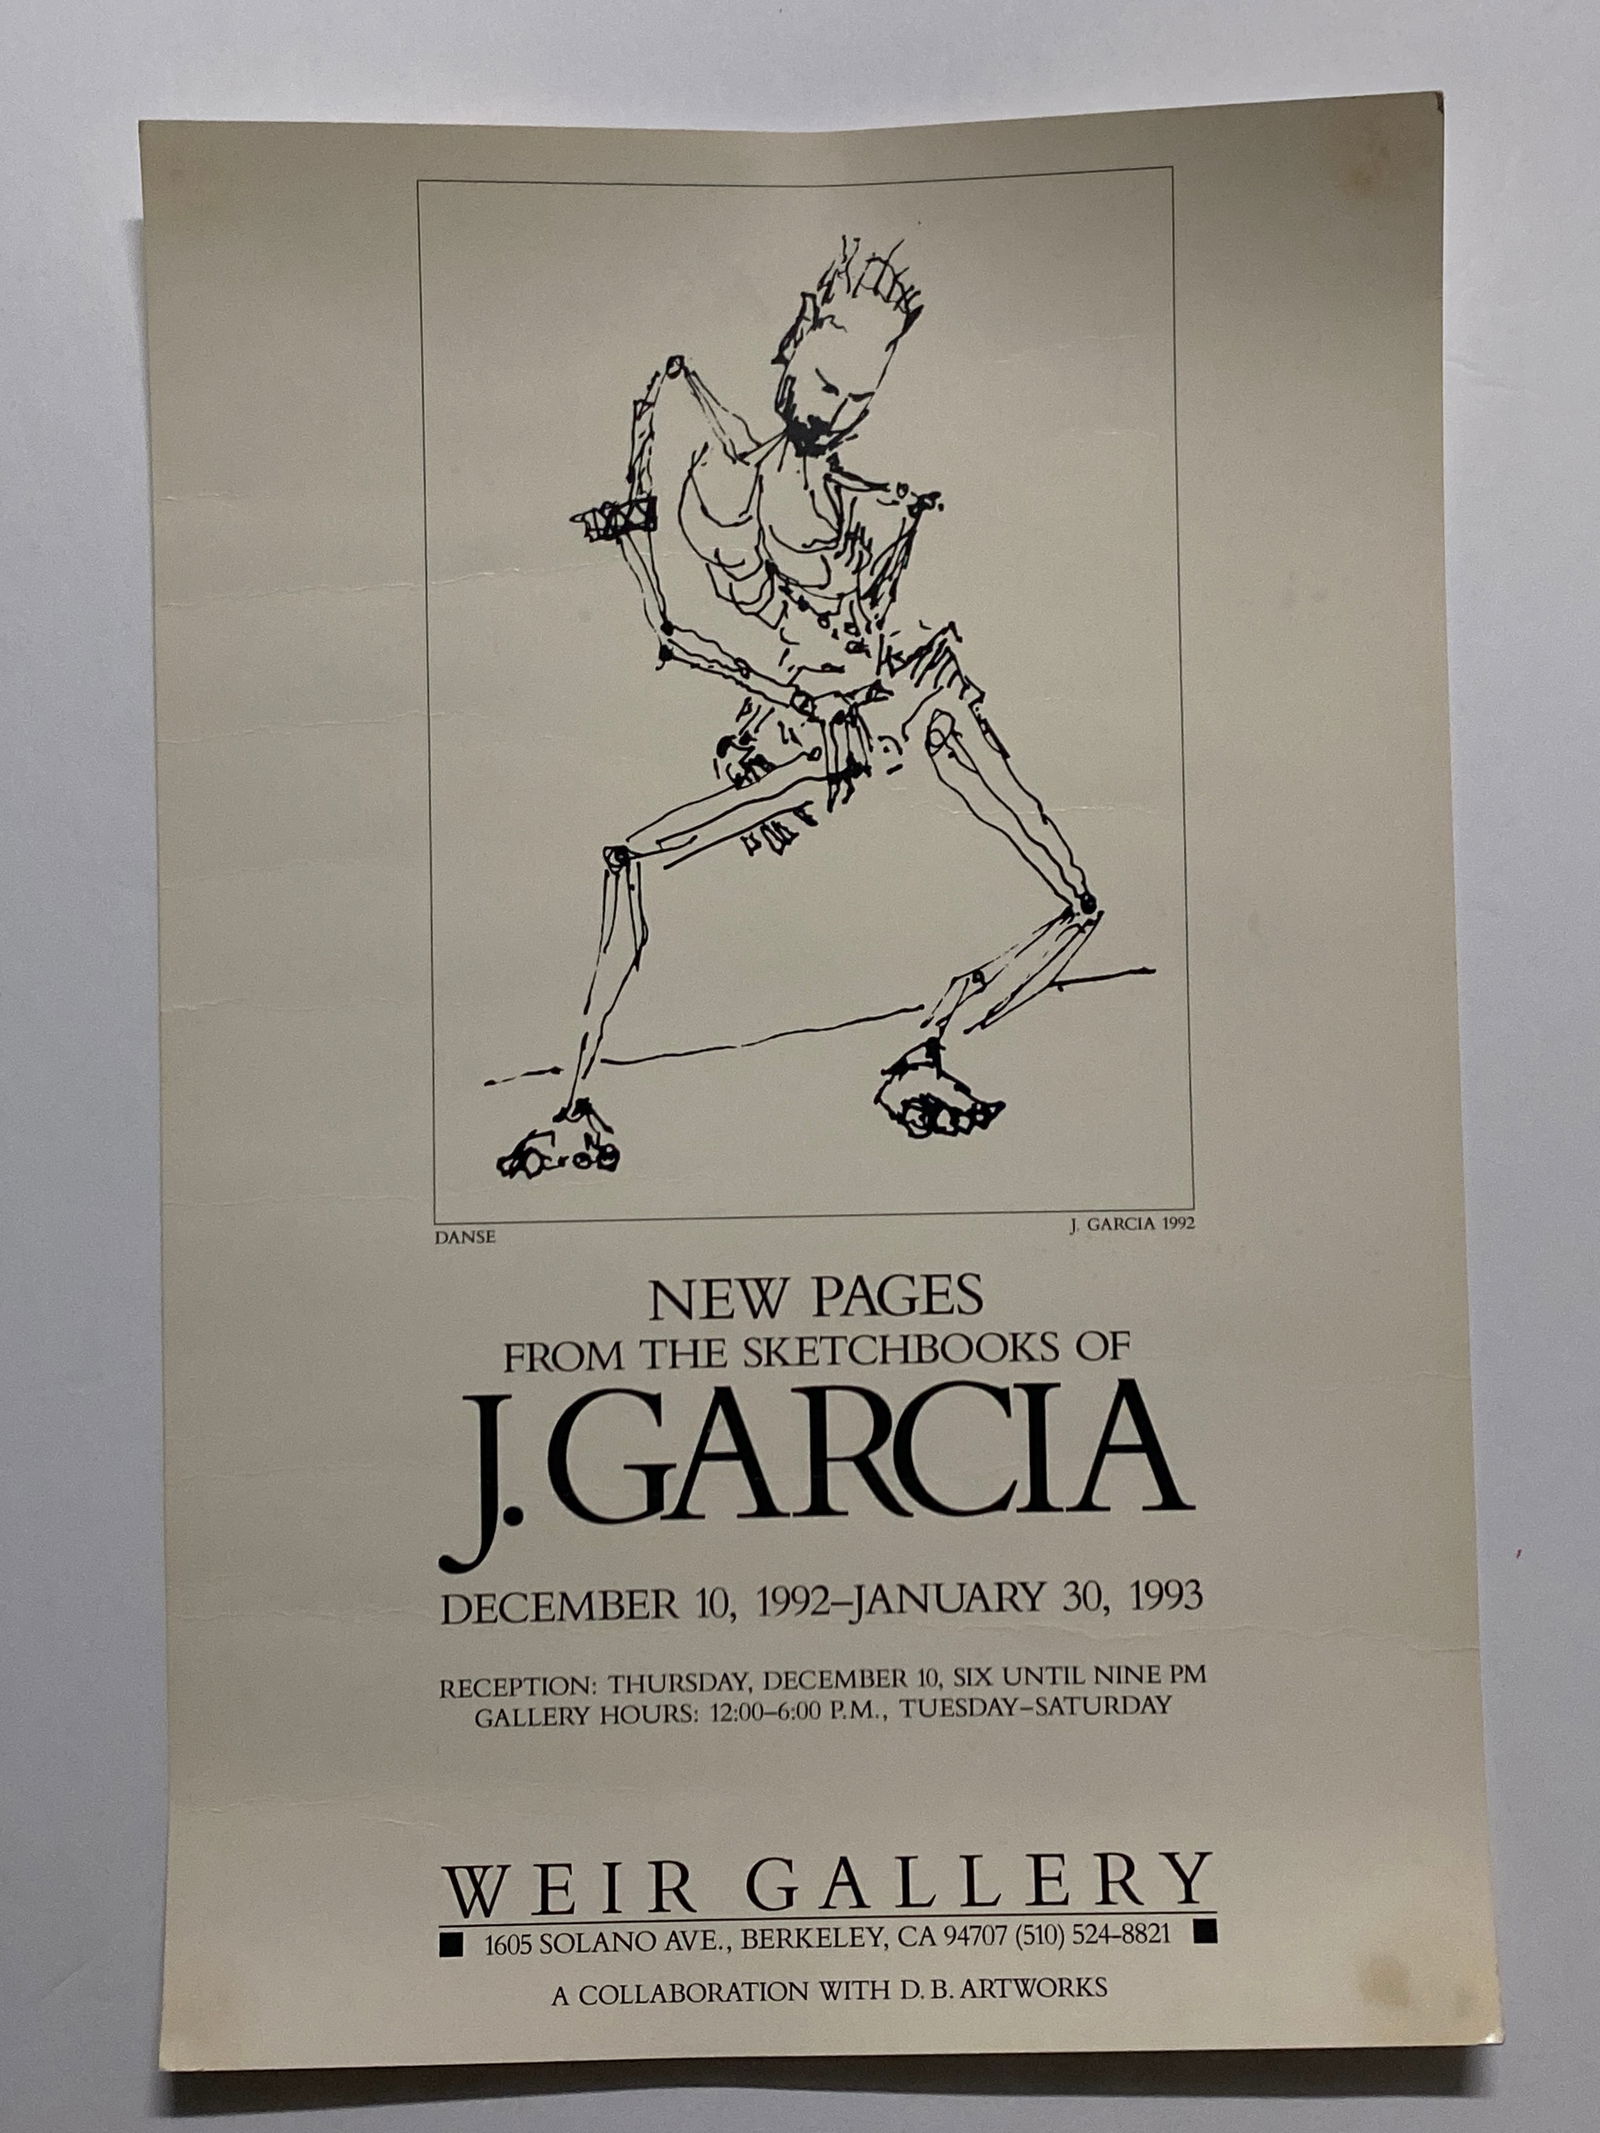 DANSE
J. GARCIA 1992
NEW PAGES
FROM THE SKETCHBOOKS OF
J. GARCIA
DECEMBER 10, 1992–JANUARY 30, 1993
RECEPTION: THURSDAY, DECEMBER 10, SIX UNTIL NINE PM
GALLERY HOURS: 12:00–6:00 P.M., TUESDAY–SATURDAY
WEIR GALLERY
1605 SOLANO AVE., BERKELEY, CA 94707 (510) 524-8821
A COLLABORATION WITH D. B. ARTWORKS